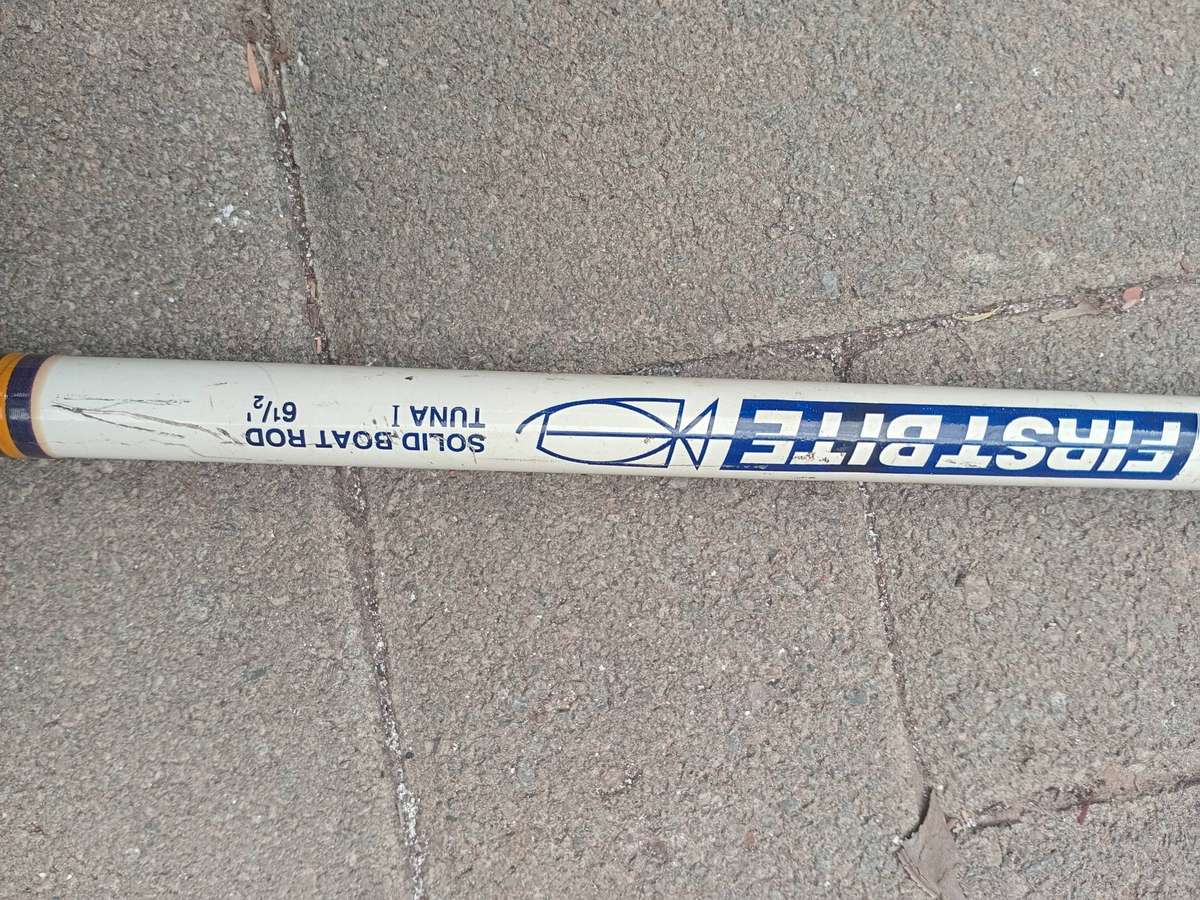 FIRST BITE
SOLID BOAT ROD
TUNA I
6½'